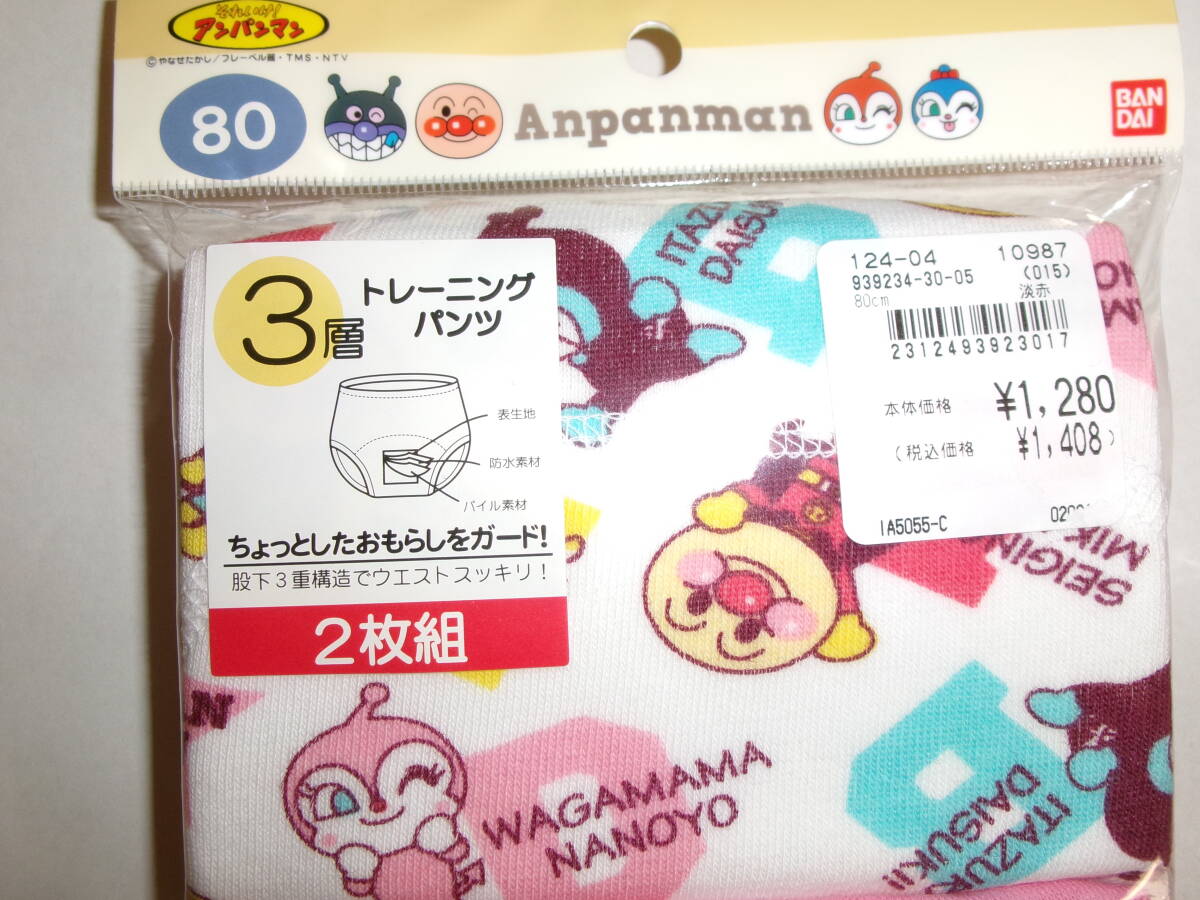 それいけ!
アンパンマン
©やなせたかし/フレーベル館・TMS・NTV
80
Anpanman
BAN
DAI
3層
トレーニング
パンツ
表生地
防水素材
パイル素材
ちょっとしたおもらしをガード!
股下3重構造でウエストスッキリ!
2枚組
124-04 10987
939234-30-05 (015)
80cm 淡赤
2312493923017
本体価格 ¥1,280
(税込価格 ¥1,408)
IA5055-C
DAISUKI
SEIGIN
MIK
WAGAMAMA
NANOYO
ITAZUK
DAISUKI!!